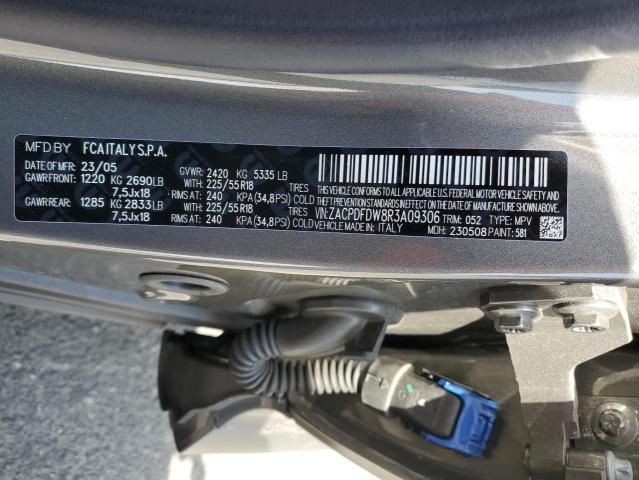 MFD BY FCA ITALY S.P.A.
DATE OF MFR: 23/05 GVWR: 2420 KG 5335 LB
GAWR FRONT: 1220 KG 2690LB WITH: 225/55 R18 TIRES
7,5Jx18 RIMS AT: 240 KPA (34,8PSI) COLD
GAWR REAR: 1285 KG 2833LB WITH: 225/55 R18 TIRES
7,5Jx18 RIMS AT: 240 KPA (34,8PSI) COLD
THIS VEHICLE CONFORMS TO ALL APPLICABLE U.S. FEDERAL MOTOR VEHICLE SAFETY
THEFT PREVENTION STANDARDS IN EFFECT ON THE DATE OF MANUFACTURE SHOWN ABOVE.
VIN: ZACPDFDW8R3A09306 TRIM: 052 TYPE: MPV
VEHICLE MADE IN: ITALY MDH: 230508 PAINT: 581